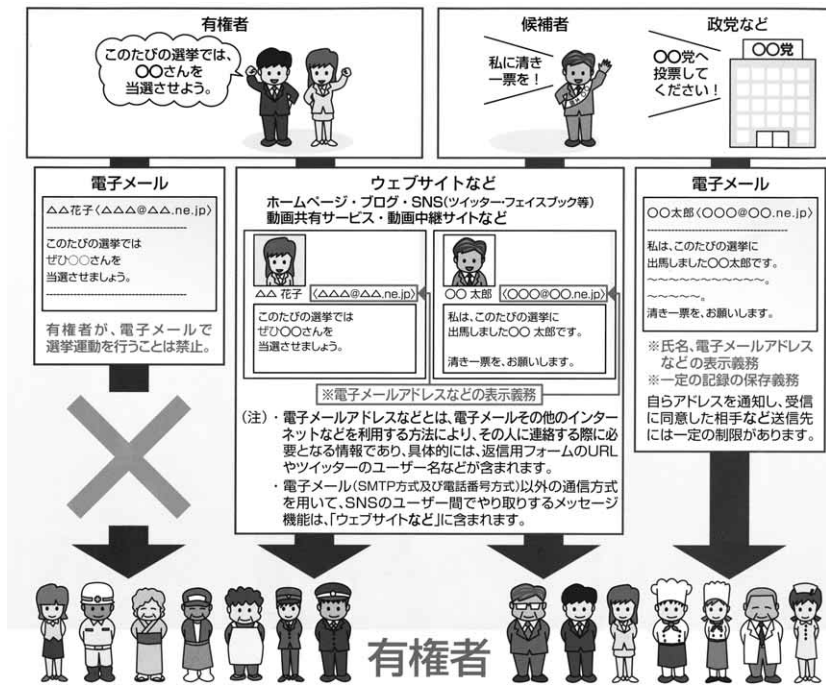 有権者
このたびの選挙では、
〇〇さんを
当選させよう。
候補者
私に清き
一票を！
政党など
〇〇党へ
投票して
ください！
〇〇党
電子メール
△△花子〈△△△@△△.ne.jp〉
このたびの選挙では
ぜひ〇〇さんを
当選させましょう。
有権者が、電子メールで
選挙運動を行うことは禁止。
ウェブサイトなど
ホームページ・ブログ・SNS(ツイッター・フェイスブック等)
動画共有サービス・動画中継サイトなど
△△ 花子 〈△△△@△△.ne.jp〉
このたびの選挙では
ぜひ〇〇さんを
当選させましょう。
〇〇 太郎 〈〇〇〇@〇〇.ne.jp〉
私は、このたびの選挙に
出馬しました〇〇 太郎です。
清き一票を、お願いします。
※電子メールアドレスなどの表示義務
(注)・電子メールアドレスなどとは、電子メールその他のインター
ネットなどを利用する方法により、その人に連絡する際に必
要となる情報であり、具体的には、返信用フォームのURL
やツイッターのユーザー名などが含まれます。
・電子メール(SMTP方式及び電話番号方式)以外の通信方式
を用いて、SNSのユーザー間でやり取りするメッセージ
機能は、「ウェブサイトなど」に含まれます。
電子メール
〇〇太郎〈〇〇〇@〇〇.ne.jp〉
私は、このたびの選挙に
出馬しました〇〇太郎です。
〜〜〜〜〜〜〜〜〜〜〜。
〜〜〜〜〜。
清き一票を、お願いします。
※氏名、電子メールアドレス
などの表示義務
※一定の記録の保存義務
自らアドレスを通知し、受信
に同意した相手など送信先
には一定の制限があります。
有権者